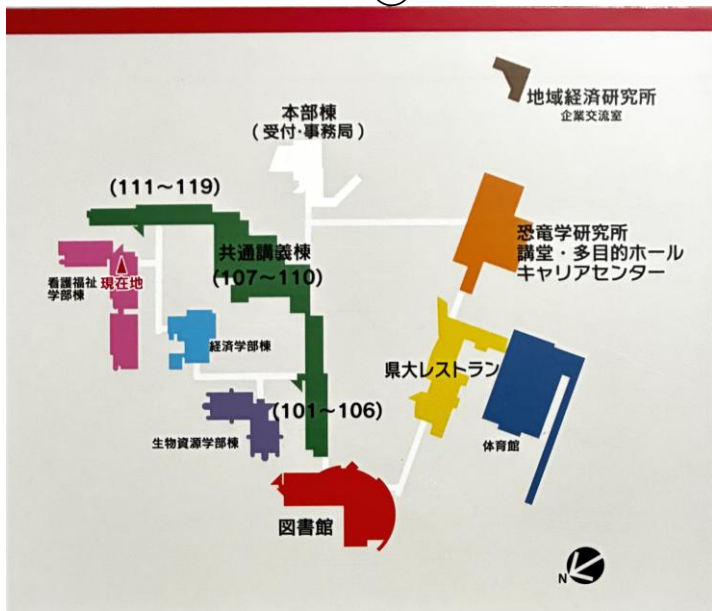 地域経済研究所
企業交流室
本部棟
(受付・事務局)
(111～119)
共通講義棟
(107～110)
恐竜学研究所
講堂・多目的ホール
キャリアセンター
看護福祉
学部棟
現在地
経済学部棟
県大レストラン
(101～106)
生物資源学部棟
体育館
図書館
N